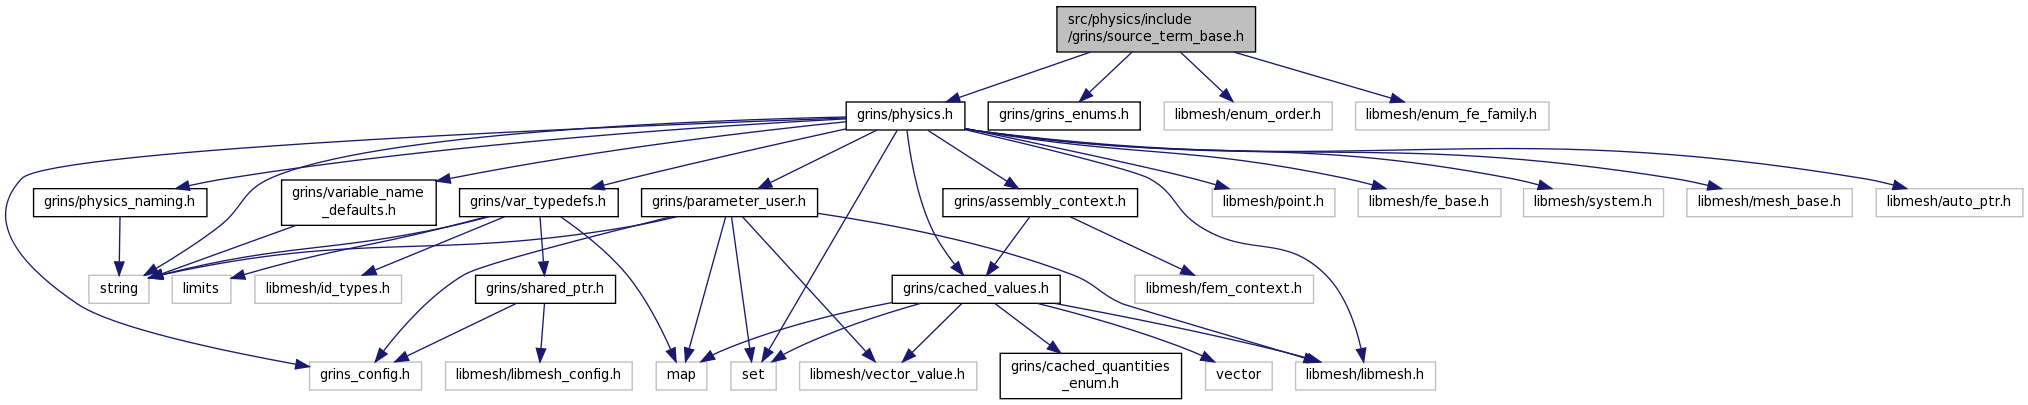 src/physics/include
/grins/source_term_base.h
grins/physics.h
grins/grins_enums.h
libmesh/enum_order.h
libmesh/enum_fe_family.h
grins/physics_naming.h
grins/variable_name
_defaults.h
grins/var_typedefs.h
grins/parameter_user.h
grins/assembly_context.h
libmesh/point.h
libmesh/fe_base.h
libmesh/system.h
libmesh/mesh_base.h
libmesh/auto_ptr.h
string
limits
libmesh/id_types.h
grins/shared_ptr.h
grins/cached_values.h
libmesh/fem_context.h
grins_config.h
libmesh/libmesh_config.h
map
set
libmesh/vector_value.h
grins/cached_quantities
_enum.h
vector
libmesh/libmesh.h